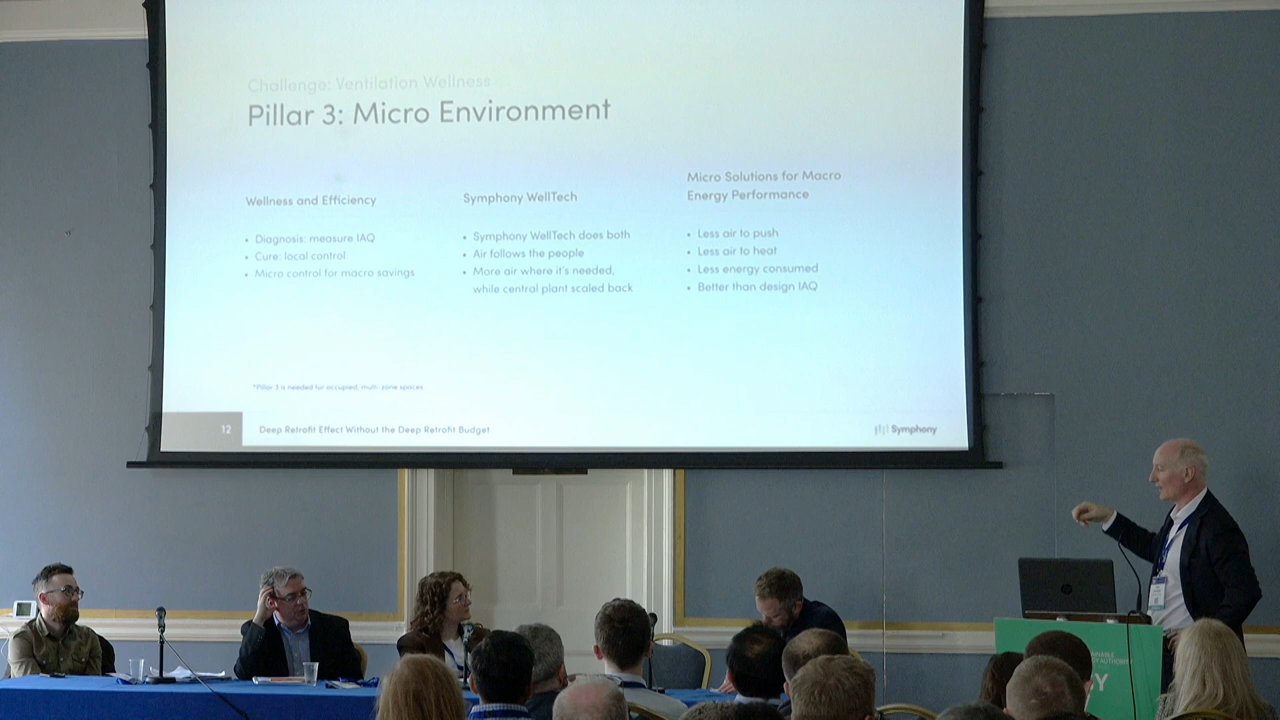 Challenge: Ventilation Wellness
Pillar 3: Micro Environment
Wellness and Efficiency
• Diagnosis: measure IAQ
• Cure: local control
• Micro control for macro savings
Symphony WellTech
• Symphony WellTech does both
• Air follows the people
• More air where it's needed,
while central plant scaled back
Micro Solutions for Macro
Energy Performance
• Less air to push
• Less air to heat
• Less energy consumed
• Better than design IAQ
*Pillar 3 is needed for occupied, multi-zone spaces
12
Deep Retrofit Effect Without the Deep Retrofit Budget
Symphony
AUTHORITY